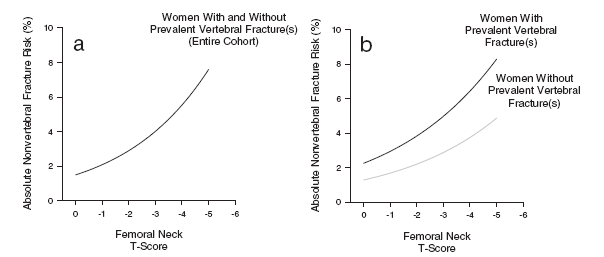 Women With and Without
Prevalent Vertebral Fracture(s)
(Entire Cohort)
a
Absolute Nonvertebral Fracture Risk (%)
10
8
6
4
2
0
0 -1 -2 -3 -4 -5 -6
Femoral Neck
T-Score
Women With
Prevalent Vertebral
Fracture(s)
b
Women Without
Prevalent Vertebral
Fracture(s)
Absolute Nonvertebral Fracture Risk (%)
10
8
6
4
2
0
0 -1 -2 -3 -4 -5 -6
Femoral Neck
T-Score